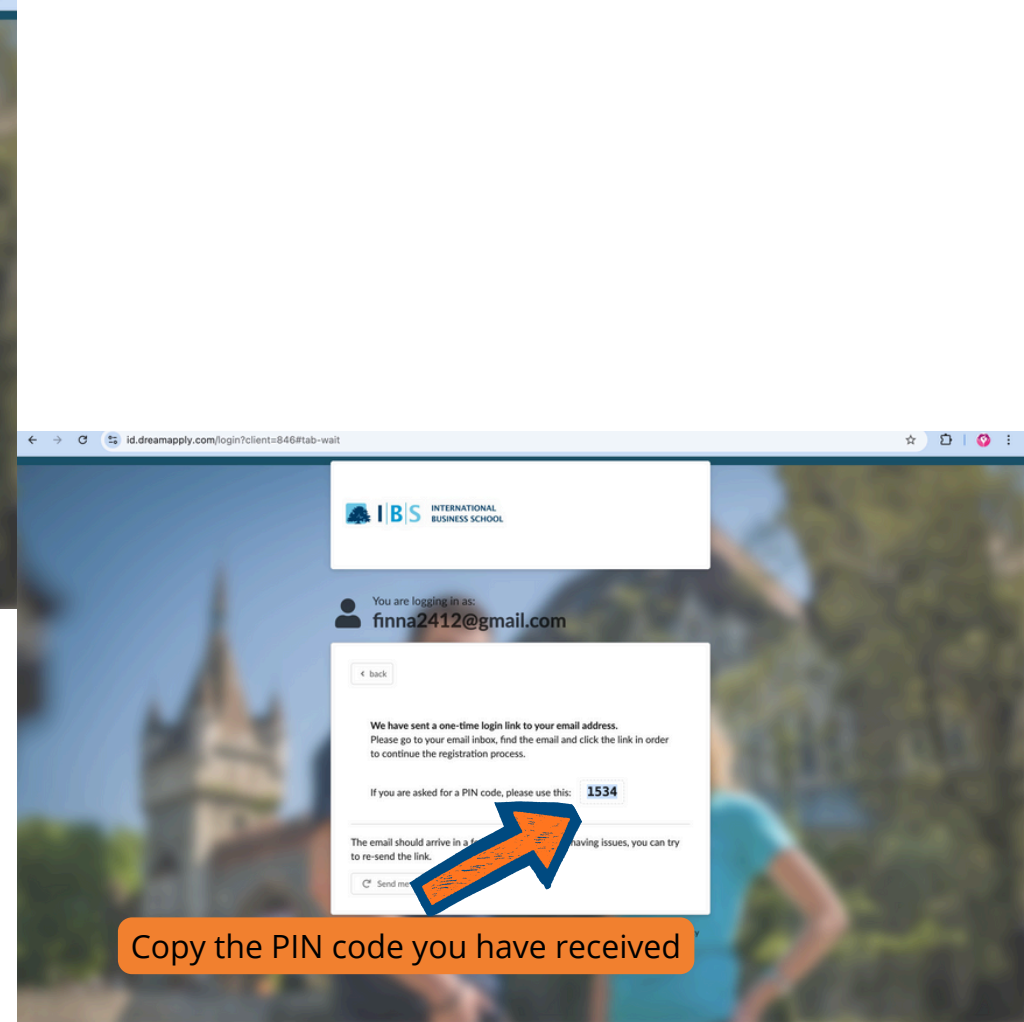 id.dreamapply.com/login?client=846#tab-wait
I|B|S INTERNATIONAL
BUSINESS SCHOOL
You are logging in as:
finna2412@gmail.com
< back
We have sent a one-time login link to your email address.
Please go to your email inbox, find the email and click the link in order
to continue the registration process.
If you are asked for a PIN code, please use this: 1534
The email should arrive in a having issues, you can try
to re-send the link.
Send me
Copy the PIN code you have received